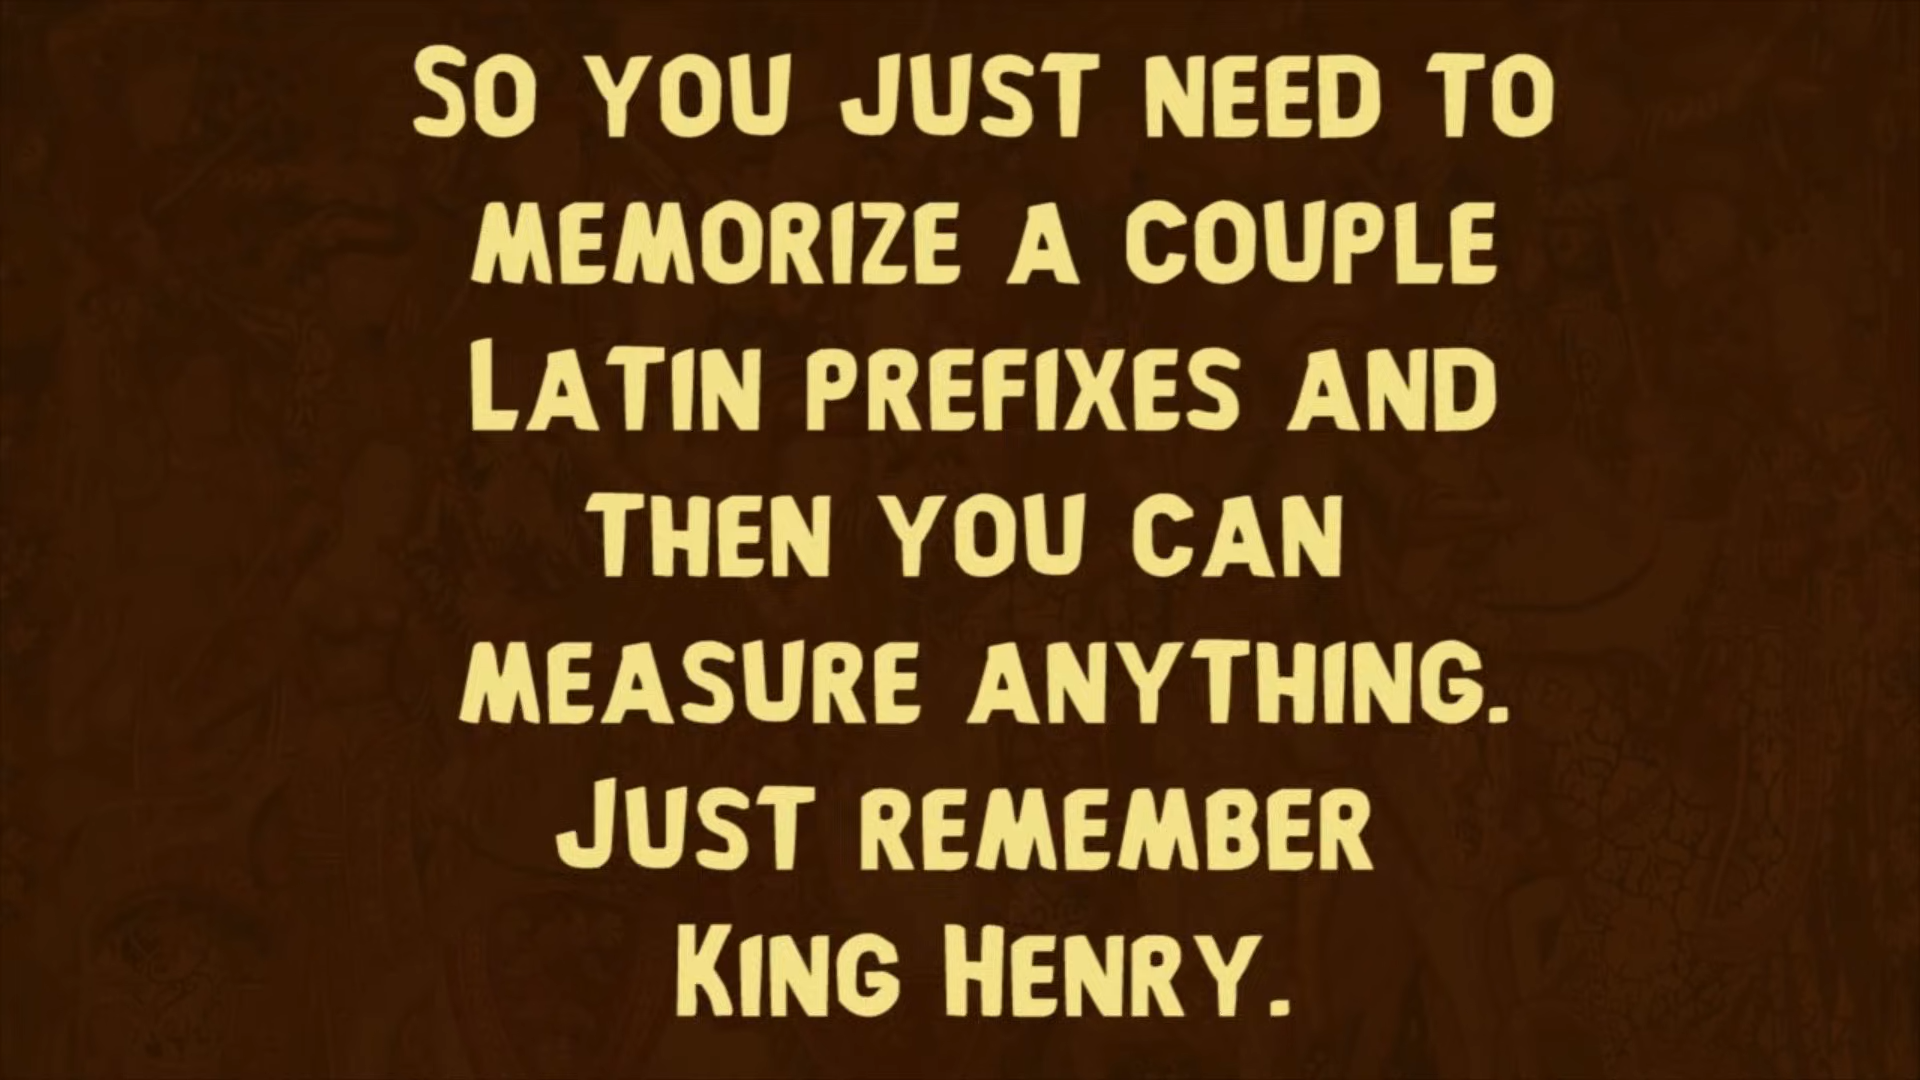 So you just need to
memorize a couple
Latin prefixes and
then you can
measure anything.
Just remember
King Henry.